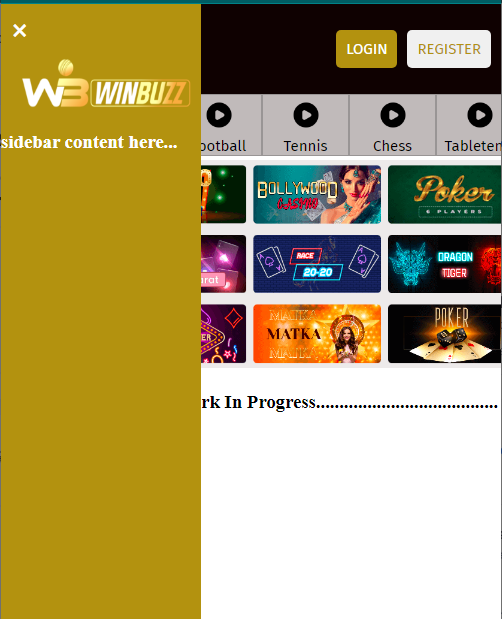 ×
LOGIN
REGISTER
WB WINBUZZ
ootball
Tennis
Chess
Tableten
sidebar content here...
BOLLYWOOD
CASINO
Poker
6 PLAYERS
rat
RACE
20-20
DRAGON
TIGER
MATKA
MATKA
MATKA
POKER
rk In Progress.......................................